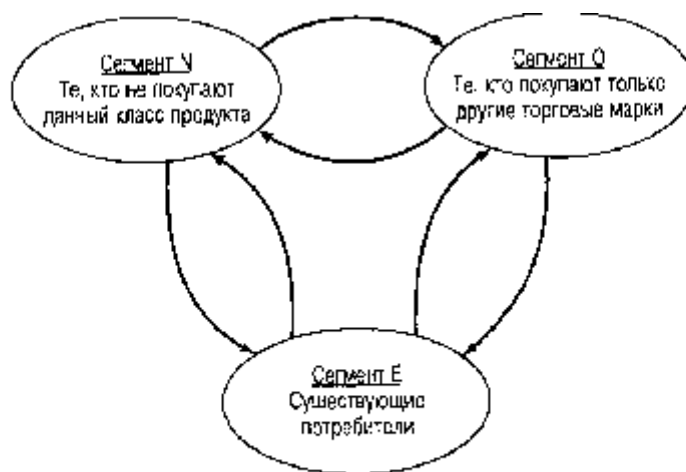 Сегмент N
Те, кто не покупают
данный класс продукта
Сегмент O
Те, кто покупают только
другие торговые марки
Сегмент E
Существующие
потребители